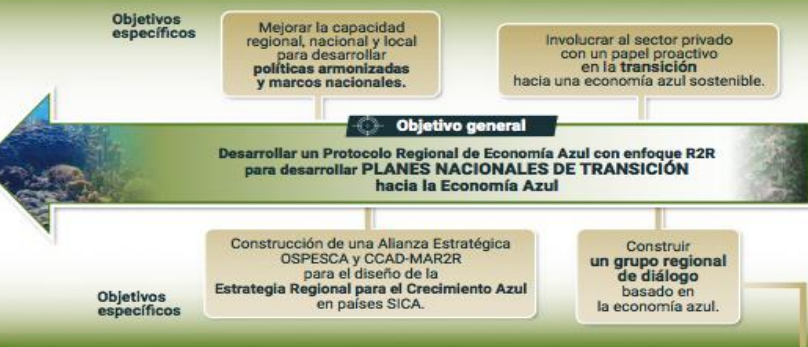 Objetivos
específicos
Mejorar la capacidad
regional, nacional y local
para desarrollar
políticas armonizadas
y marcos nacionales.
Involucrar al sector privado
con un papel proactivo
en la transición
hacia una economía azul sostenible.
Objetivo general
Desarrollar un Protocolo Regional de Economía Azul con enfoque R2R
para desarrollar PLANES NACIONALES DE TRANSICIÓN
hacia la Economía Azul
Construcción de una Alianza Estratégica
OSPESCA y CCAD-MAR2R
para el diseño de la
Estrategia Regional para el Crecimiento Azul
en países SICA.
Construir
un grupo regional
de diálogo
basado en
la economía azul.
Objetivos
específicos